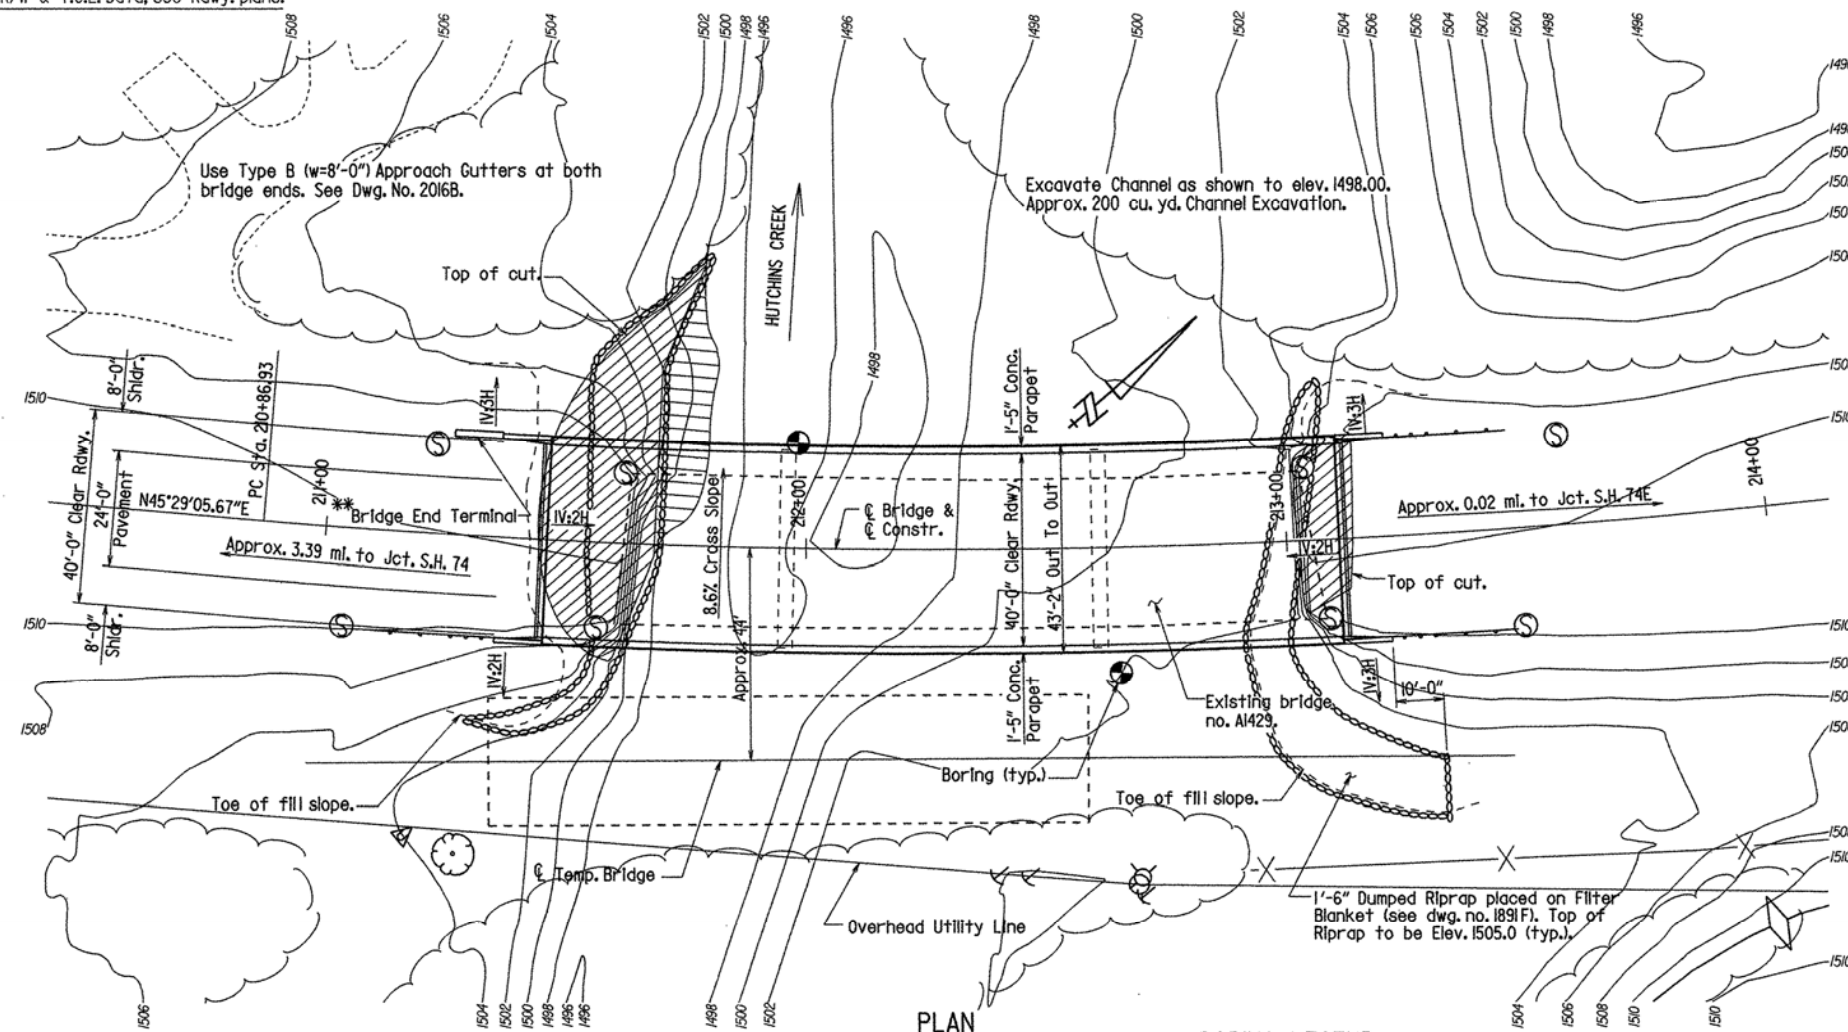 1508
1506
1504
1502
1500
1498
1496
1496
1498
1500
1502
1504
1506
1506
1504
1502
1500
1498
1496
Use Type B (w=8'-0") Approach Gutters at both
bridge ends. See Dwg. No. 2016B.
Excavate Channel as shown to elev. 1498.00.
Approx. 200 cu. yd. Channel Excavation.
Top of cut.
HUTCHINS CREEK
1498
1'-5" Conc.
Parapet
8'-0"
Shldr.
1510
40'-0" Clear Rdwy.
24'-0"
Pavement
PC Sta. 210+86.93
211+00
N45°29'05.67"E
**
Bridge End Terminal
1V:3H
1V:2H
8.6% Cross Slope
212+00
℄ Bridge &
℄ Constr.
40'-0" Clear Rdwy.
43'-2" Out To Out
213+00
1V:3H
1V:2H
214+00
Approx. 0.02 mi. to Jct. S.H. 74E
Approx. 3.39 mi. to Jct. S.H. 74
Top of cut.
S
S
S
S
S
S
S
S
1510
8'-0"
Shldr.
1V:2H
Approx. 44'
1'-5" Conc.
Parapet
Existing bridge
no. A1429.
1V:3H
10'-0"
1508
Boring (typ.)
Toe of fill slope.
Toe of fill slope.
℄ Temp. Bridge
Overhead Utility Line
1'-6" Dumped Riprap placed on Filter
Blanket (see dwg. no. 1891F). Top of
Riprap to be Elev. 1505.0 (typ.).
1510
1510
1510
1510
1506
1504
1502
1500
1498
1496
1496
1498
1500
1502
1504
1506
1508
1510
1510
PLAN